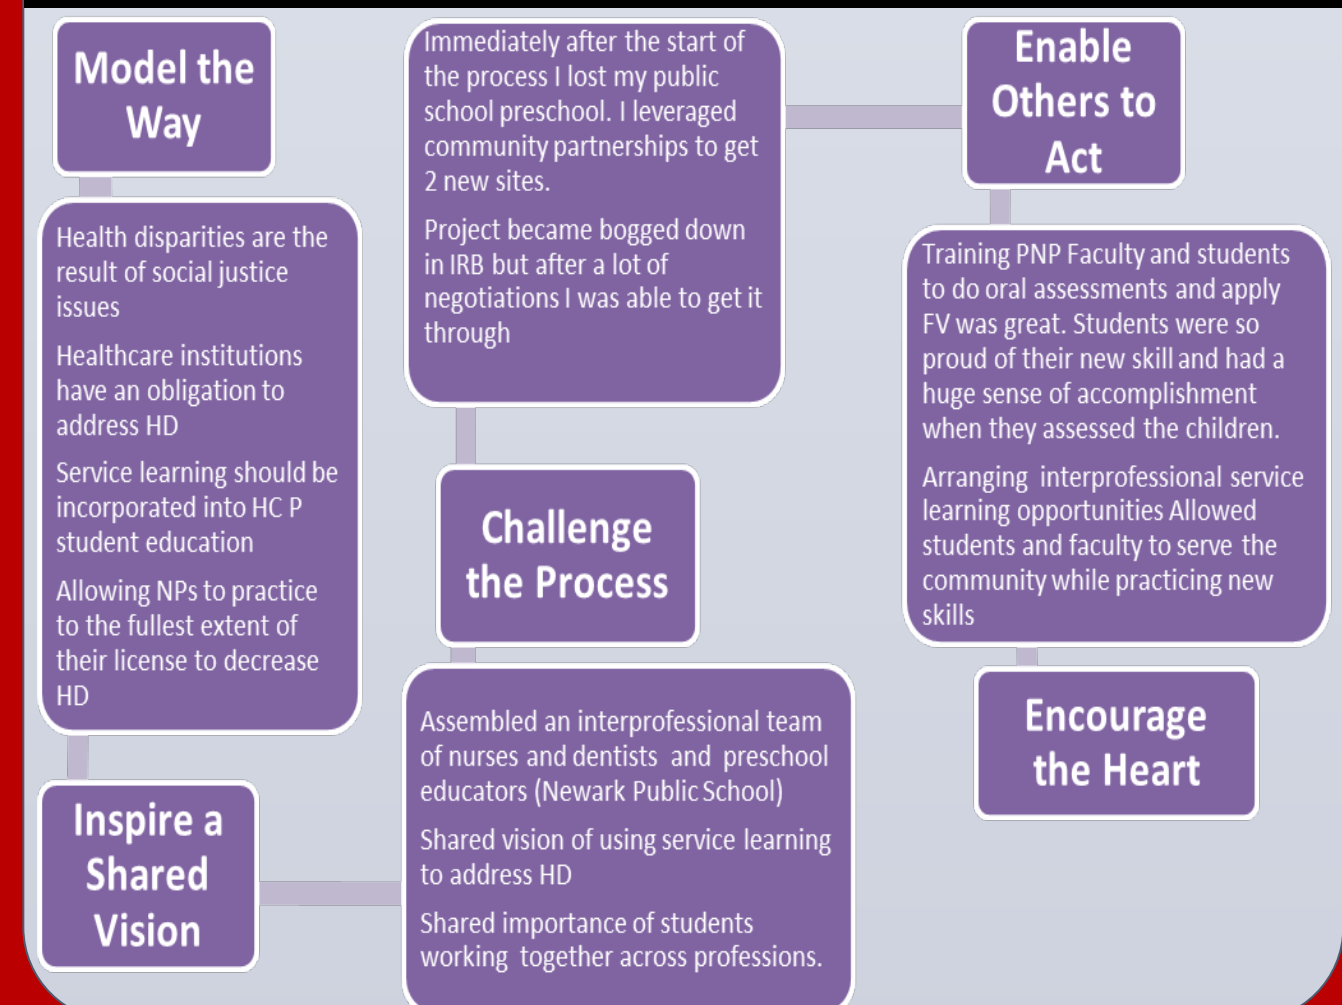 Model the
Way
Health disparities are the
result of social justice
issues
Healthcare institutions
have an obligation to
address HD
Service learning should be
incorporated into HC P
student education
Allowing NPs to practice
to the fullest extent of
their license to decrease
HD
Inspire a
Shared
Vision
Assembled an interprofessional team
of nurses and dentists and preschool
educators (Newark Public School)
Shared vision of using service learning
to address HD
Shared importance of students
working together across professions.
Challenge
the Process
Immediately after the start of
the process I lost my public
school preschool. I leveraged
community partnerships to get
2 new sites.
Project became bogged down
in IRB but after a lot of
negotiations I was able to get it
through
Enable
Others to
Act
Training PNP Faculty and students
to do oral assessments and apply
FV was great. Students were so
proud of their new skill and had a
huge sense of accomplishment
when they assessed the children.
Arranging interprofessional service
learning opportunities Allowed
students and faculty to serve the
community while practicing new
skills
Encourage
the Heart